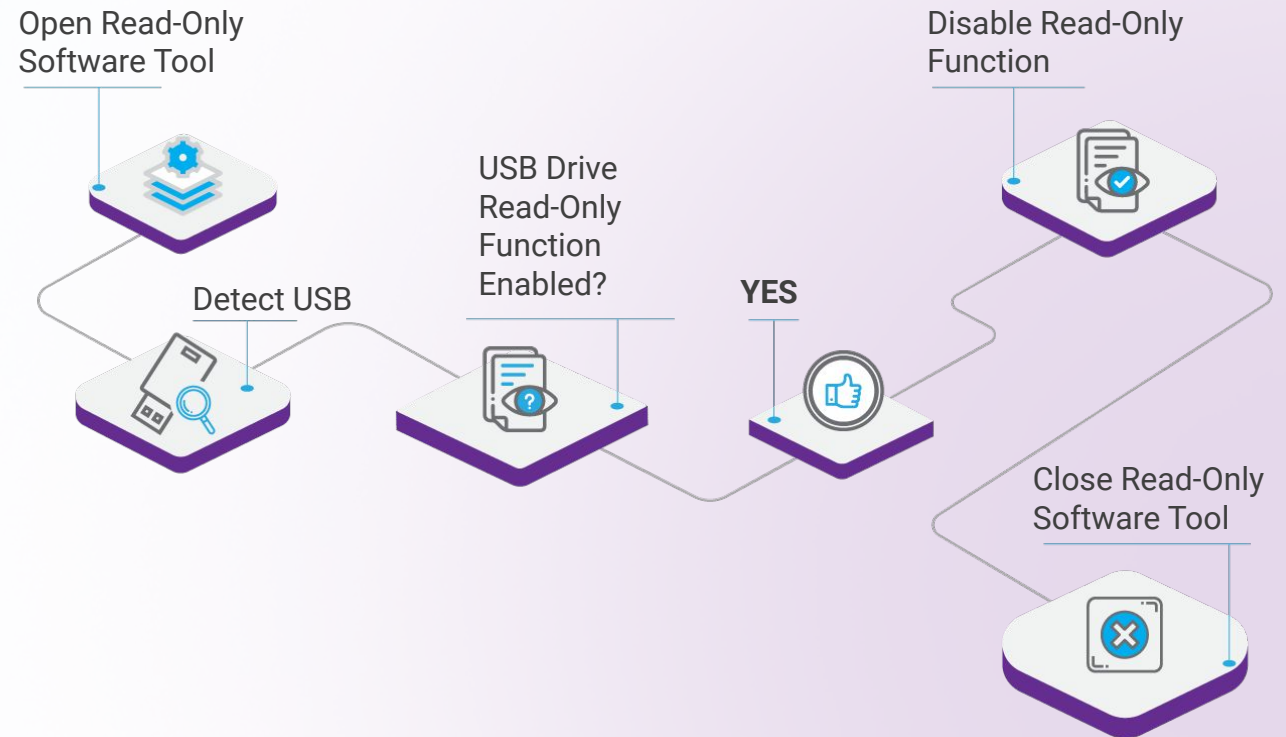 Open Read-Only
Software Tool
Detect USB
USB Drive
Read-Only
Function
Enabled?
?
YES
Disable Read-Only
Function
Close Read-Only
Software Tool